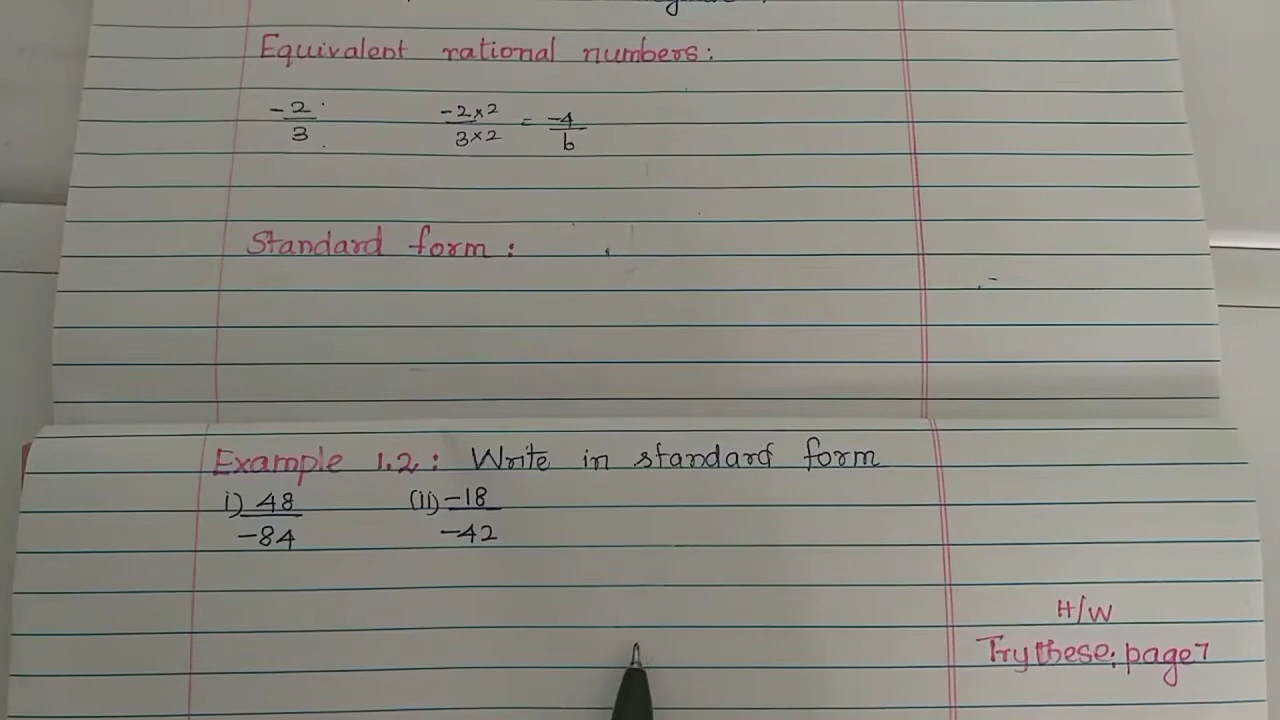 Equivalent rational numbers:
-2/3 -2×2/3×2 = -4/6
Standard form:
Example 1.2: Write in standard form
i) 48/-84 (ii) -18/-42
H/W
Try these: page 7